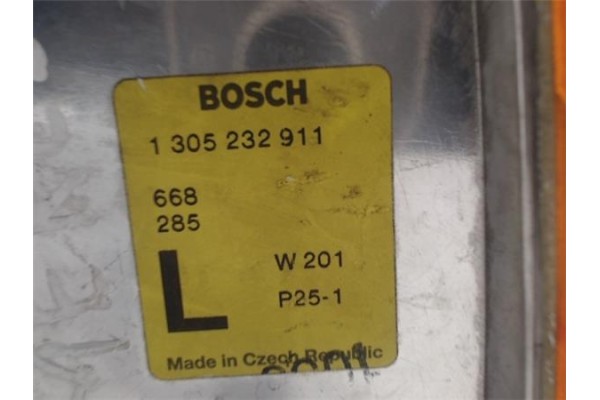 BOSCH
1 305 232 911
668
285
L
W 201
P25-1
Made in Czech Republic